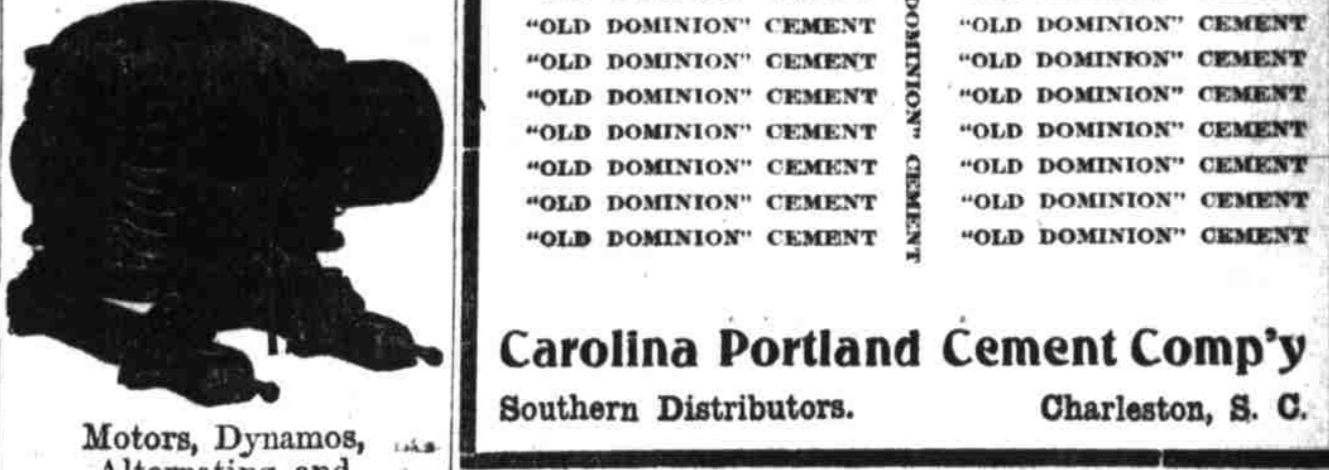 "OLD DOMINION" CEMENT
"OLD DOMINION" CEMENT
"OLD DOMINION" CEMENT
"OLD DOMINION" CEMENT
"OLD DOMINION" CEMENT
"OLD DOMINION" CEMENT
"OLD DOMINION" CEMENT
DOMINION" CEMENT
"OLD DOMINION" CEMENT
"OLD DOMINION" CEMENT
"OLD DOMINION" CEMENT
"OLD DOMINION" CEMENT
"OLD DOMINION" CEMENT
"OLD DOMINION" CEMENT
"OLD DOMINION" CEMENT
Carolina Portland Cement Comp'y
Southern Distributors.
Charleston, S. C.
Motors, Dynamos,
Alternating and